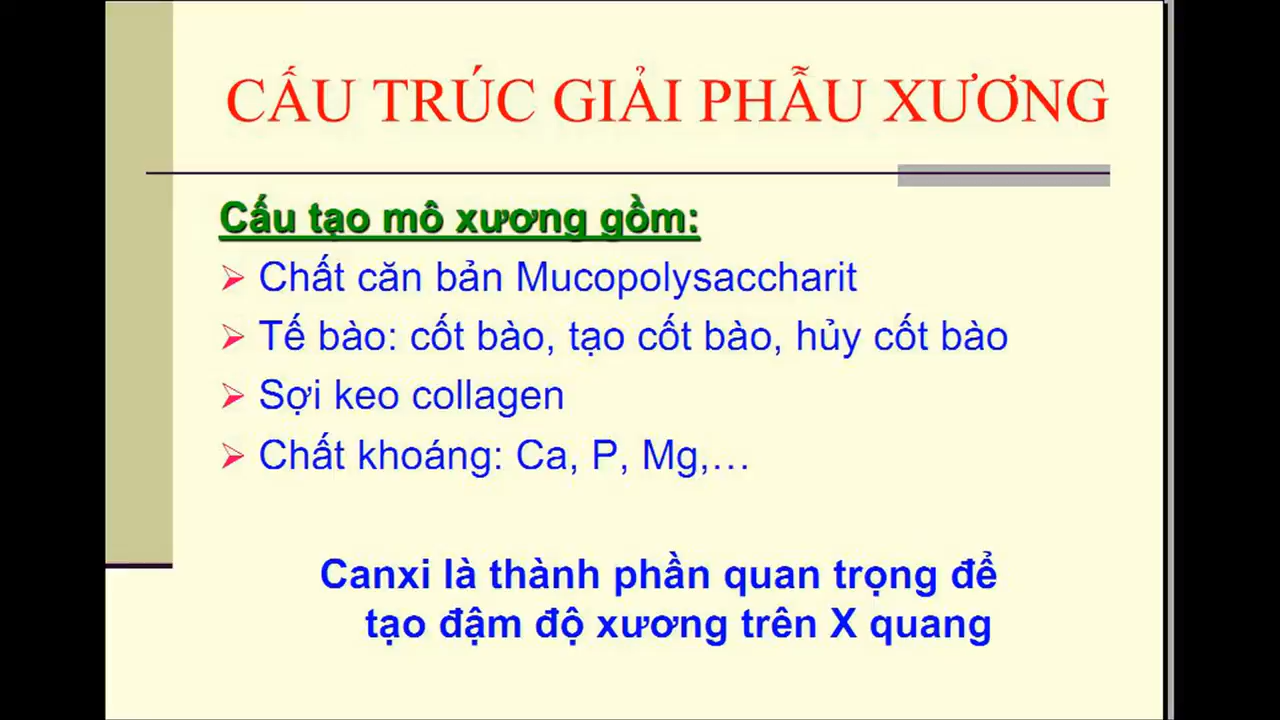 CẤU TRÚC GIẢI PHẪU XƯƠNG
Cấu tạo mô xương gồm:
Chất căn bản Mucopolysaccharit
Tế bào: cốt bào, tạo cốt bào, hủy cốt bào
Sợi keo collagen
Chất khoáng: Ca, P, Mg,…
Canxi là thành phần quan trọng để
tạo đậm độ xương trên X quang